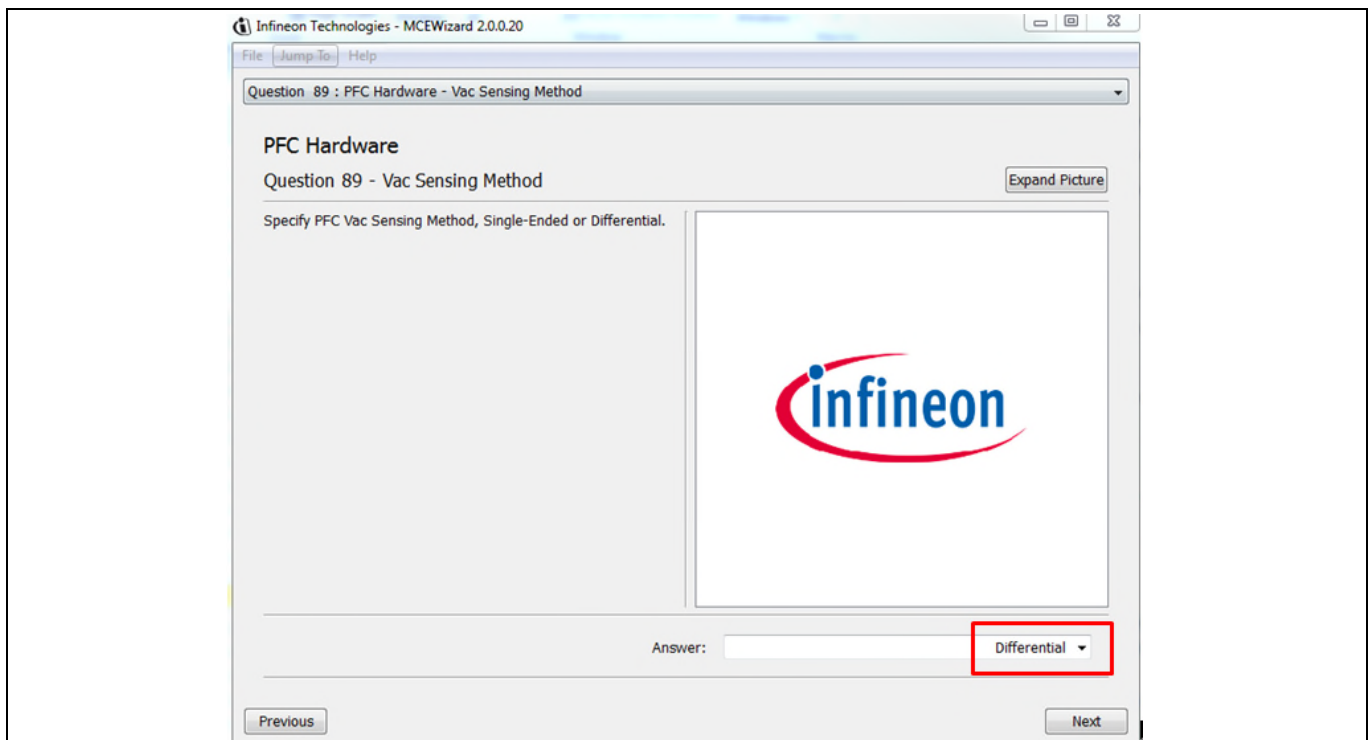 Infineon Technologies - MCEWizard 2.0.0.20
File Jump To Help
Question 89 : PFC Hardware - Vac Sensing Method
PFC Hardware
Question 89 - Vac Sensing Method
Expand Picture
Specify PFC Vac Sensing Method, Single-Ended or Differential.
infineon
Answer:
Differential
Previous
Next